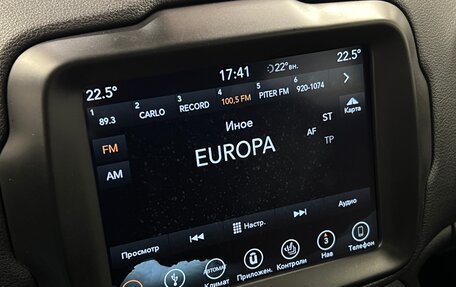 22.5° 17:41 22°вн. 22.5°
1 2 3 4 5 6
89.3 CARLO RECORD 100,5 FM PITER FM 920-1074
Карта
FM
AM
Иное
EUROPA
ST
AF
TP
Просмотр Настр. Аудио
АВТОМА
Климат Приложен. Контроли Нав Телефон
3